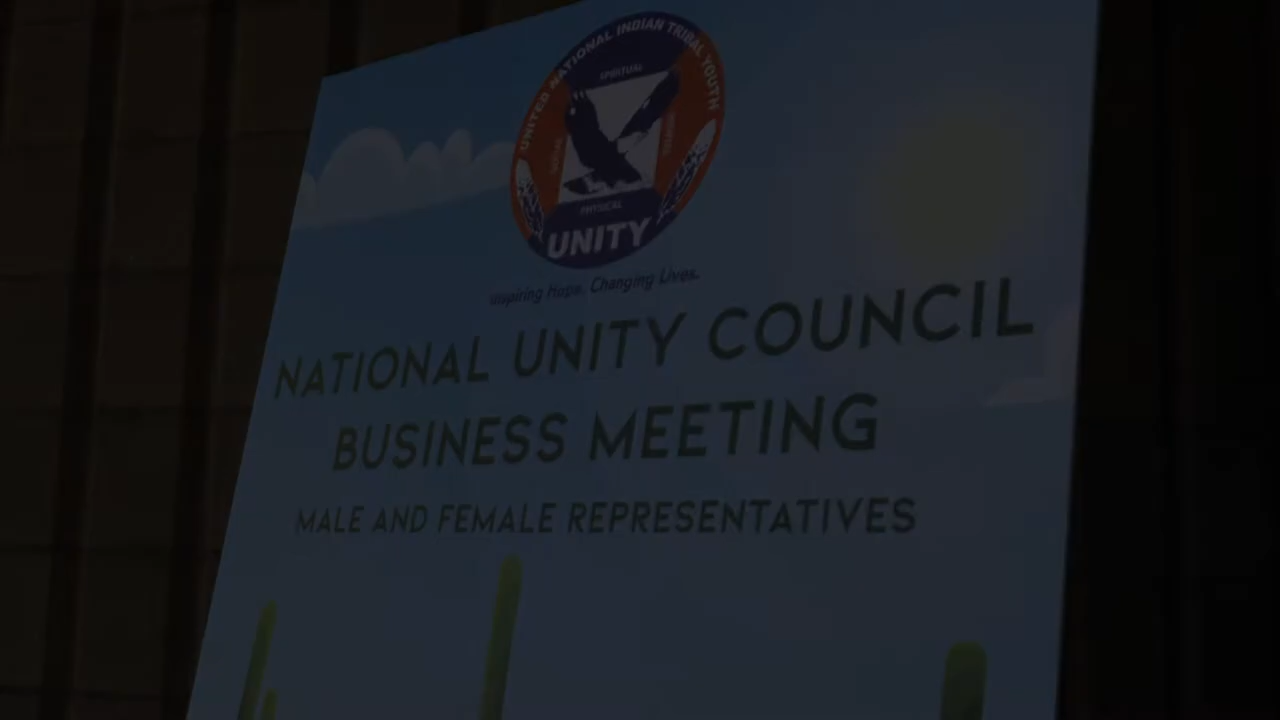 UNITED NATIONAL INDIAN TRIBAL YOUTH
SPIRITUAL
PHYSICAL
UNITY
Inspiring Hope. Changing Lives.
NATIONAL UNITY COUNCIL
BUSINESS MEETING
MALE AND FEMALE REPRESENTATIVES